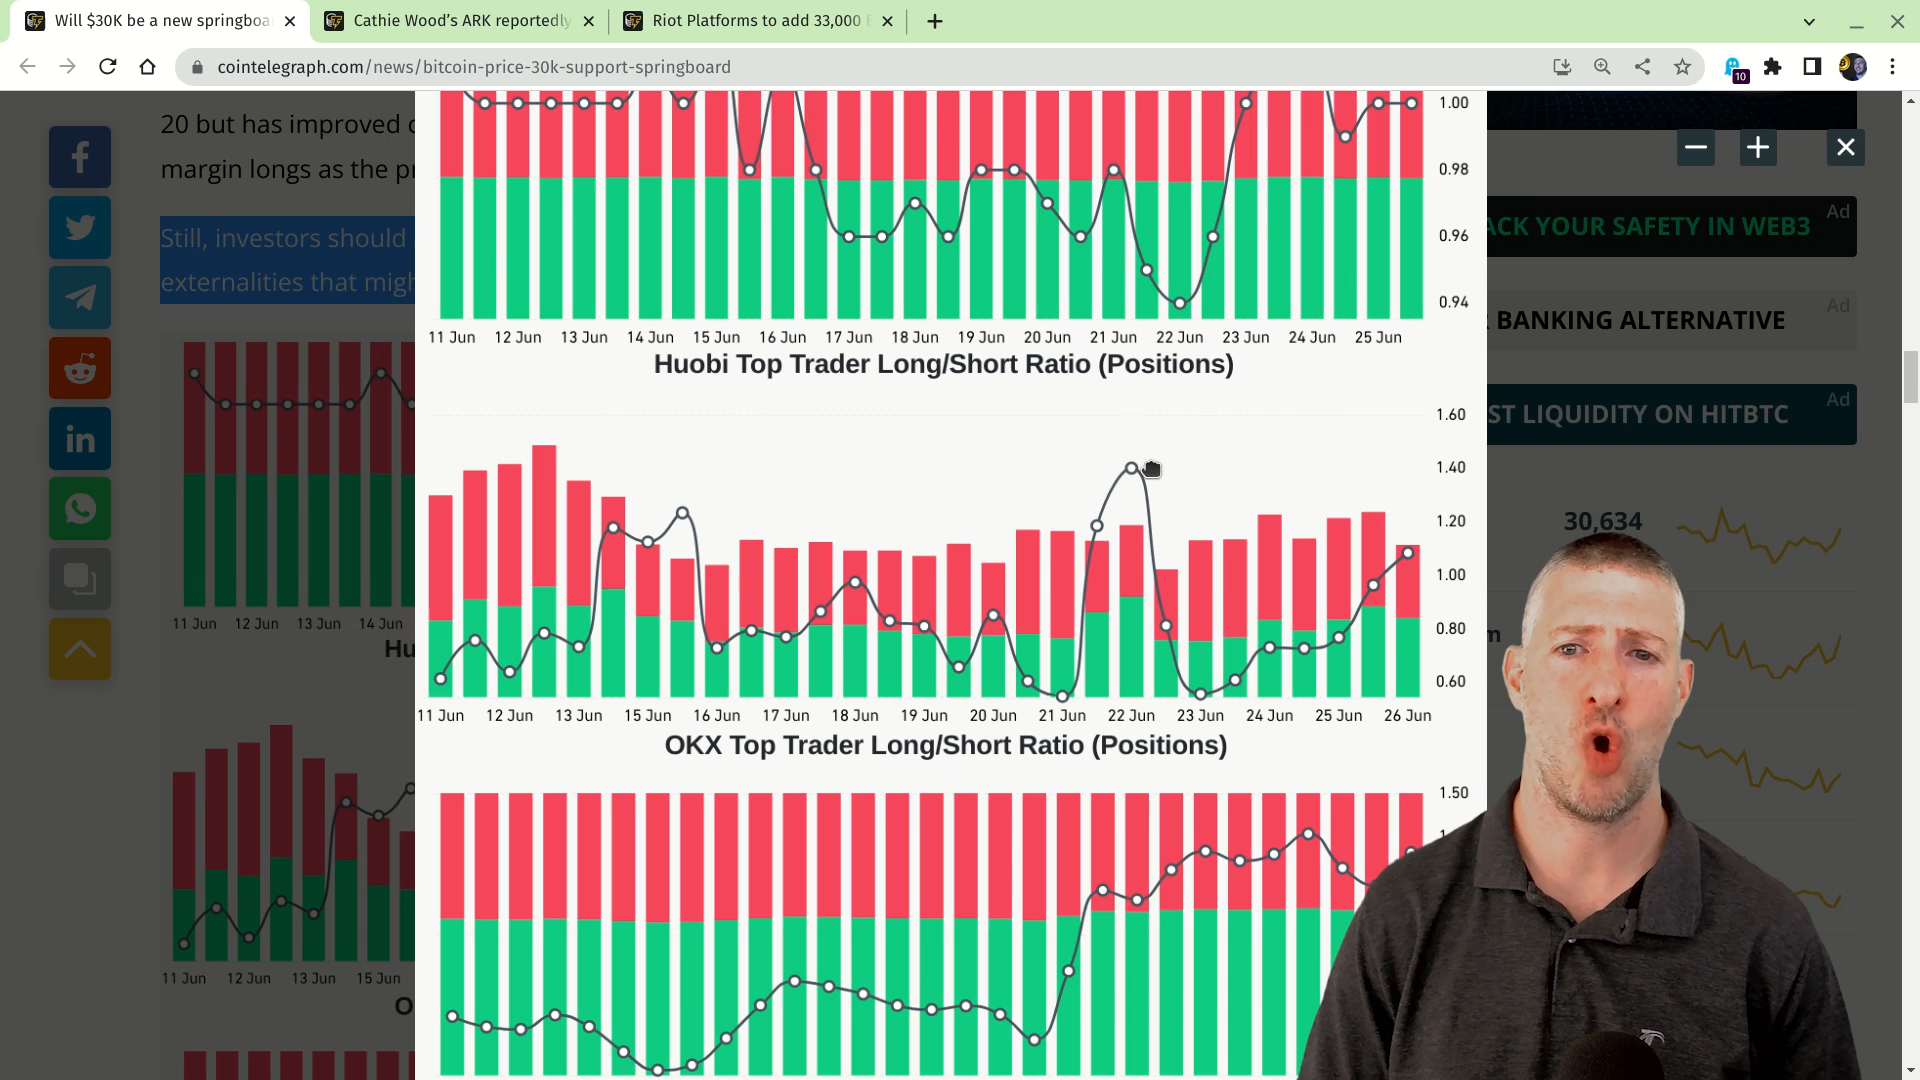 Will $30K be a new springboa
Cathie Wood's ARK reportedly
Riot Platforms to add 33,000
cointelegraph.com/news/bitcoin-price-30k-support-springboard
10
20 but has improved
margin longs as the
Still, investors should
externalities that
1.00
0.98
0.96
0.94
11 Jun 12 Jun 13 Jun 14 Jun 15 Jun 16 Jun 17 Jun 18 Jun 19 Jun 20 Jun 21 Jun 22 Jun 23 Jun 24 Jun 25 Jun
Huobi Top Trader Long/Short Ratio (Positions)
1.60
1.40
1.20
1.00
0.80
0.60
11 Jun 12 Jun 13 Jun 15 Jun 16 Jun 17 Jun 18 Jun 19 Jun 20 Jun 21 Jun 22 Jun 23 Jun 24 Jun 25 Jun 26 Jun
OKX Top Trader Long/Short Ratio (Positions)
1.50
11 Jun 12 Jun 13 Jun 14 Jun
Hu
11 Jun 12 Jun 13 Jun 15 Jun
O
Ad
ACK YOUR SAFETY IN WEB3
Ad
BANKING ALTERNATIVE
Ad
ST LIQUIDITY ON HITBTC
30,634